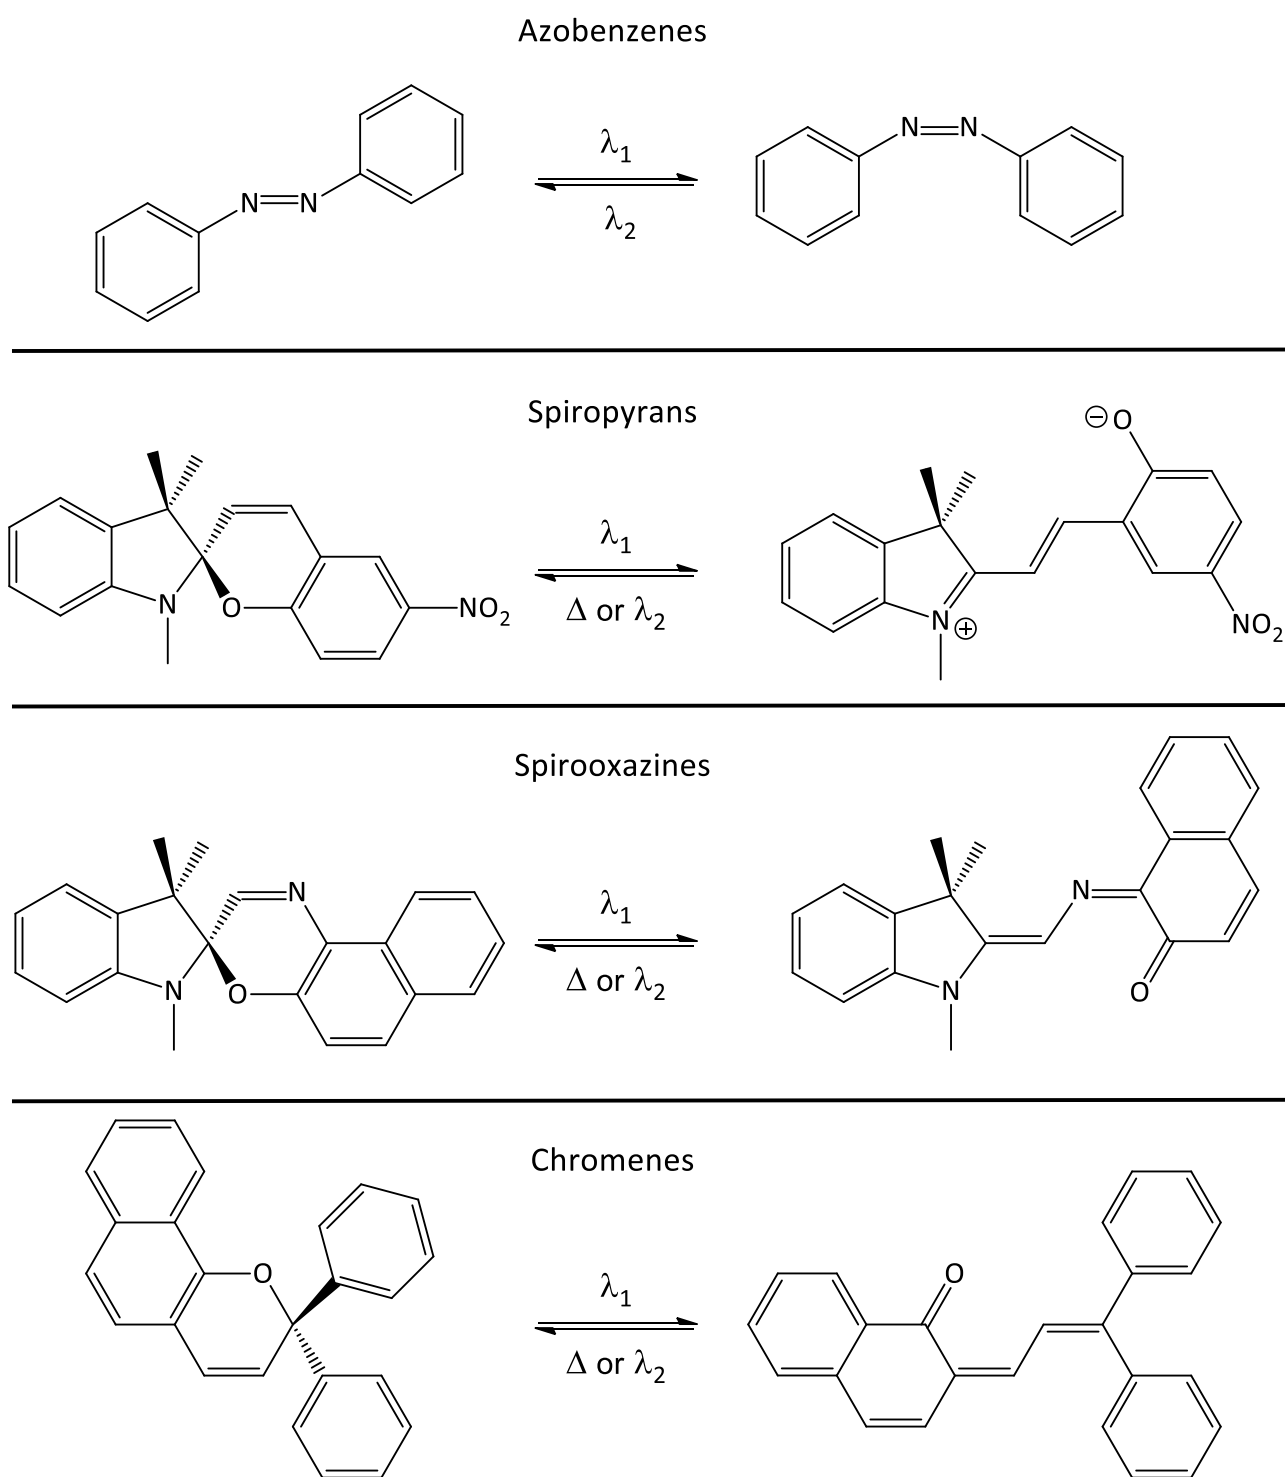 Azobenzenes
N N
λ1
λ2
N N
Spiropyrans
N
O
NO2
λ1
Δ or λ2
⊖O
N⊕
NO2
Spirooxazines
N
N
O
λ1
Δ or λ2
N
N
O
Chromenes
O
λ1
Δ or λ2
O